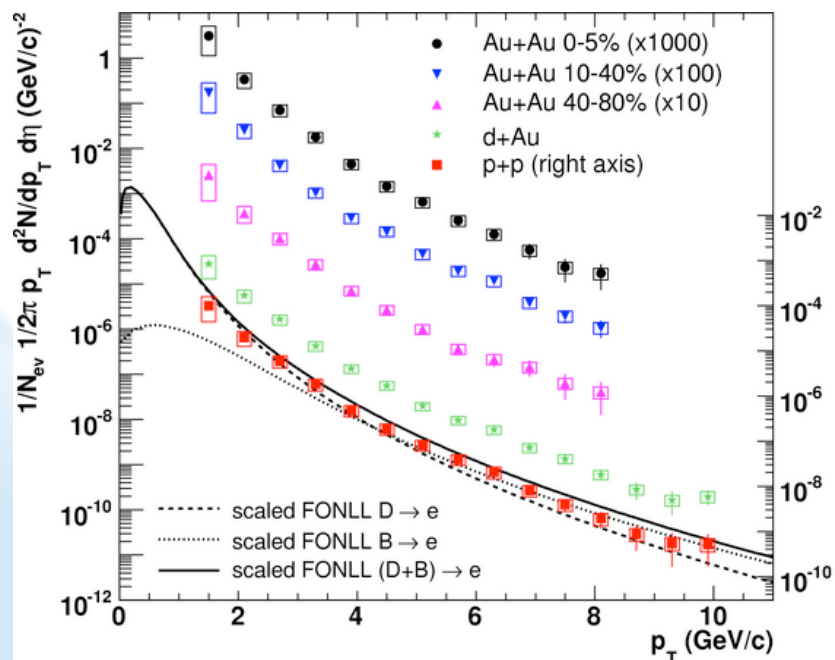 1/N_ev 1/2π p_T d²N/dp_T dη (GeV/c)⁻²
Au+Au 0-5% (x1000)
Au+Au 10-40% (x100)
Au+Au 40-80% (x10)
d+Au
p+p (right axis)
1
10⁻²
10⁻⁴
10⁻⁶
10⁻⁸
10⁻¹⁰
10⁻¹²
10⁻²
10⁻⁴
10⁻⁶
10⁻⁸
10⁻¹⁰
scaled FONLL D → e
scaled FONLL B → e
scaled FONLL (D+B) → e
0 2 4 6 8 10
p_T (GeV/c)